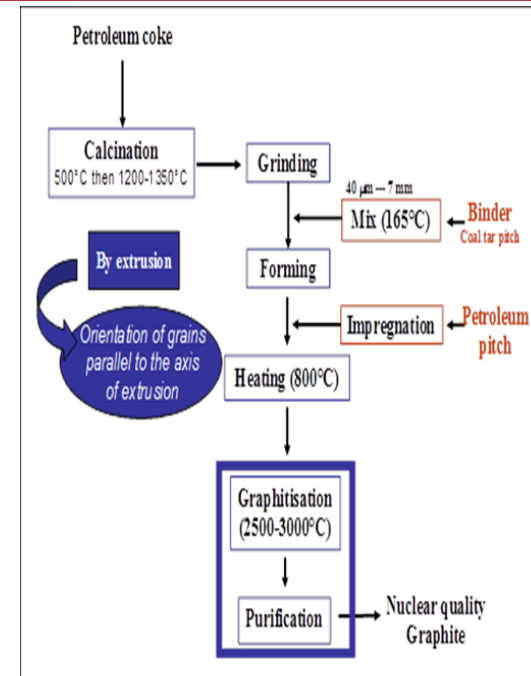 Petroleum coke
Calcination
500°C then 1200-1350°C
Grinding
40 µm --- 7 mm
Mix (165°C)
Binder
Coal tar pitch
By extrusion
Forming
Orientation of grains
parallel to the axis
of extrusion
Impregnation
Petroleum
pitch
Heating (800°C)
Graphitisation
(2500-3000°C)
Purification
Nuclear quality
Graphite